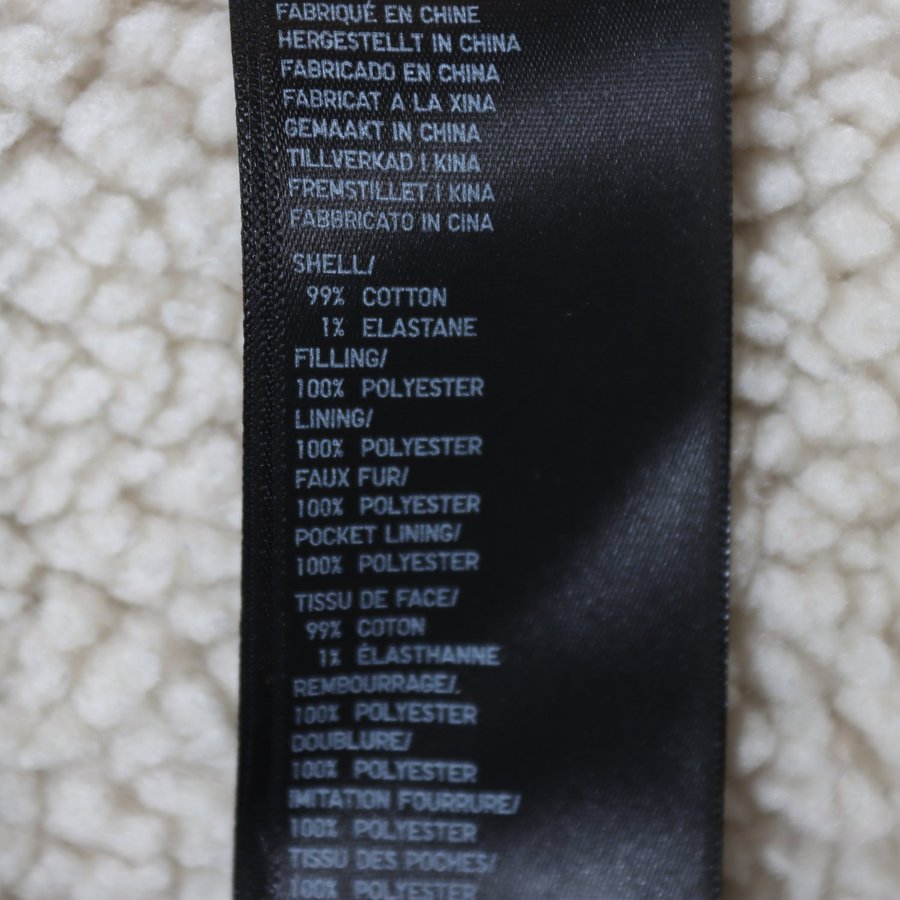 FABRIQUÉ EN CHINE
HERGESTELLT IN CHINA
FABRICADO EN CHINA
FABRICAT A LA XINA
GEMAAKT IN CHINA
TILLVERKAD I KINA
FREMSTILLET I KINA
FABBRICATO IN CINA
SHELL/
99% COTTON
1% ELASTANE
FILLING/
100% POLYESTER
LINING/
100% POLYESTER
FAUX FUR/
100% POLYESTER
POCKET LINING/
100% POLYESTER
TISSU DE FACE/
99% COTON
1% ÉLASTHANNE
REMBOURRAGE/.
100% POLYESTER
DOUBLURE/
100% POLYESTER
IMITATION FOURRURE/
100% POLYESTER
TISSU DES POCHES/
100% POLYESTER